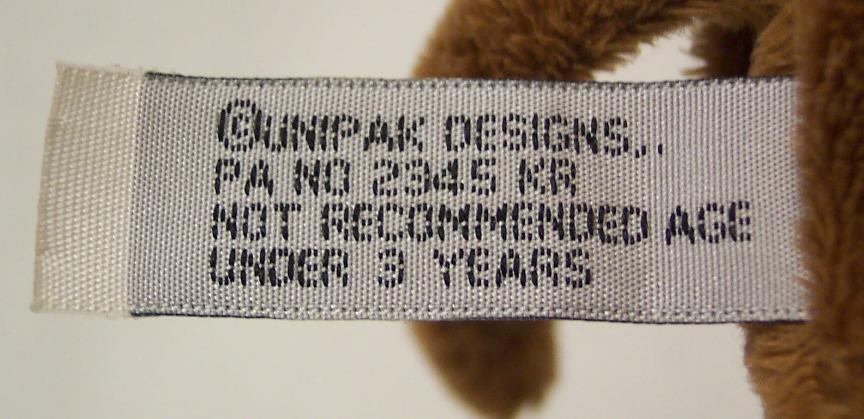 ©UNIPAK DESIGNS,.
PA NO 2345 KR
NOT RECOMMENDED AGE
UNDER 3 YEARS